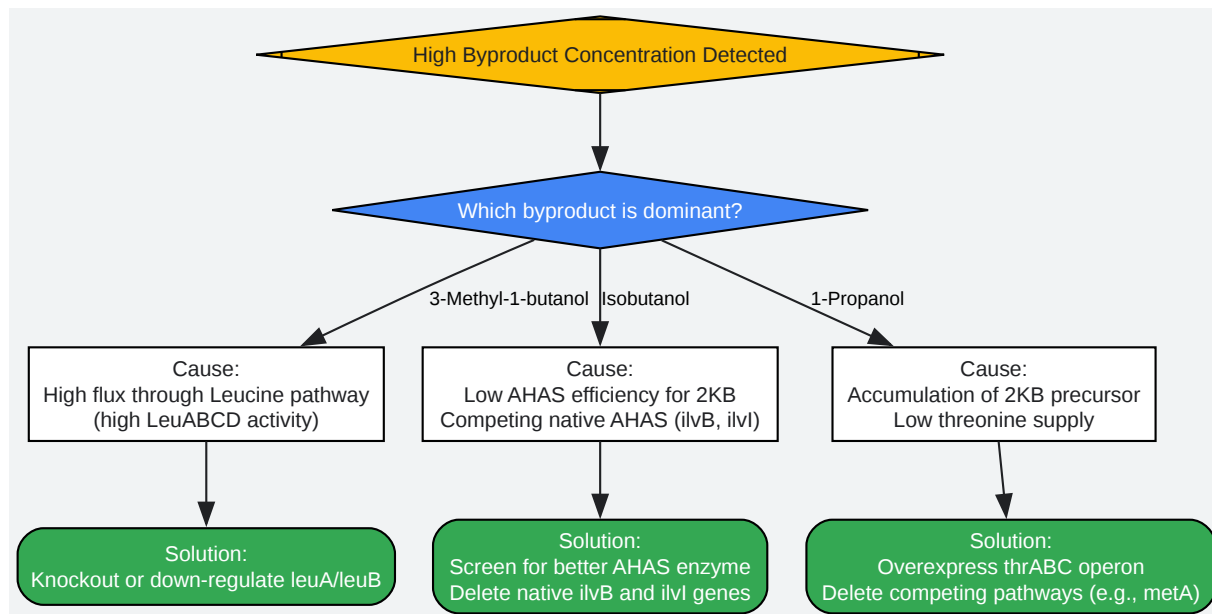 High Byproduct Concentration Detected
Which byproduct is dominant?
3-Methyl-1-butanol
Isobutanol
1-Propanol
Cause:
High flux through Leucine pathway
(high LeuABCD activity)
Cause:
Low AHAS efficiency for 2KB
Competing native AHAS (ilvB, ilvI)
Cause:
Accumulation of 2KB precursor
Low threonine supply
Solution:
Knockout or down-regulate leuA/leuB
Solution:
Screen for better AHAS enzyme
Delete native ilvB and ilvI genes
Solution:
Overexpress thrABC operon
Delete competing pathways (e.g., metA)